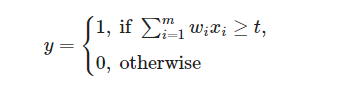 y = { 1, if ∑_{i=1}^{m} w_i x_i ≥ t,
0, otherwise